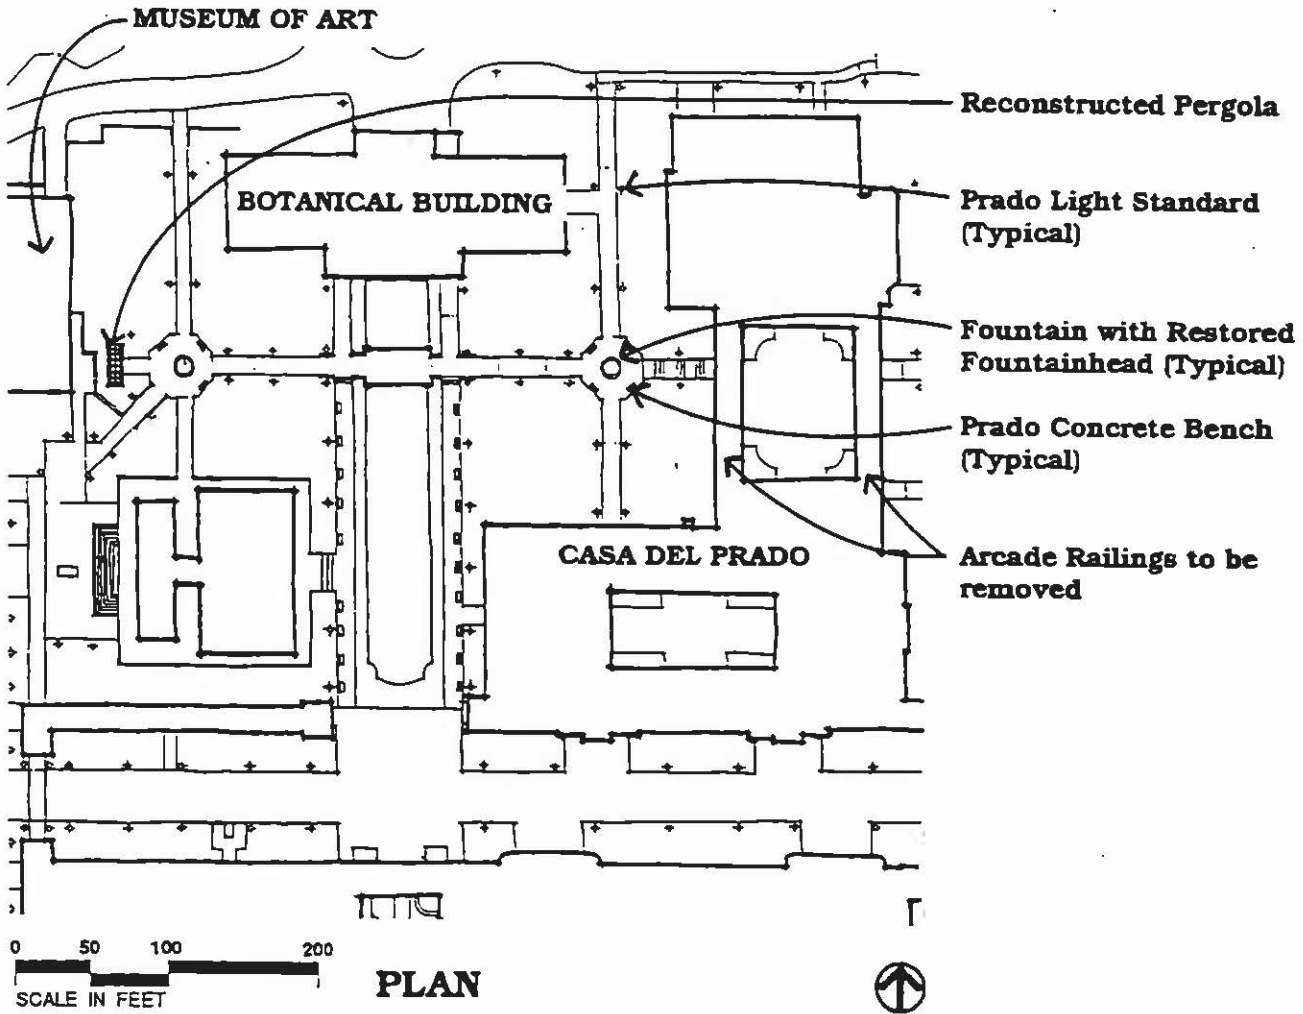 MUSEUM OF ART
Reconstructed Pergola
BOTANICAL BUILDING
Prado Light Standard
(Typical)
Fountain with Restored
Fountainhead (Typical)
Prado Concrete Bench
(Typical)
CASA DEL PRADO
Arcade Railings to be
removed
0 50 100 200
SCALE IN FEET
PLAN